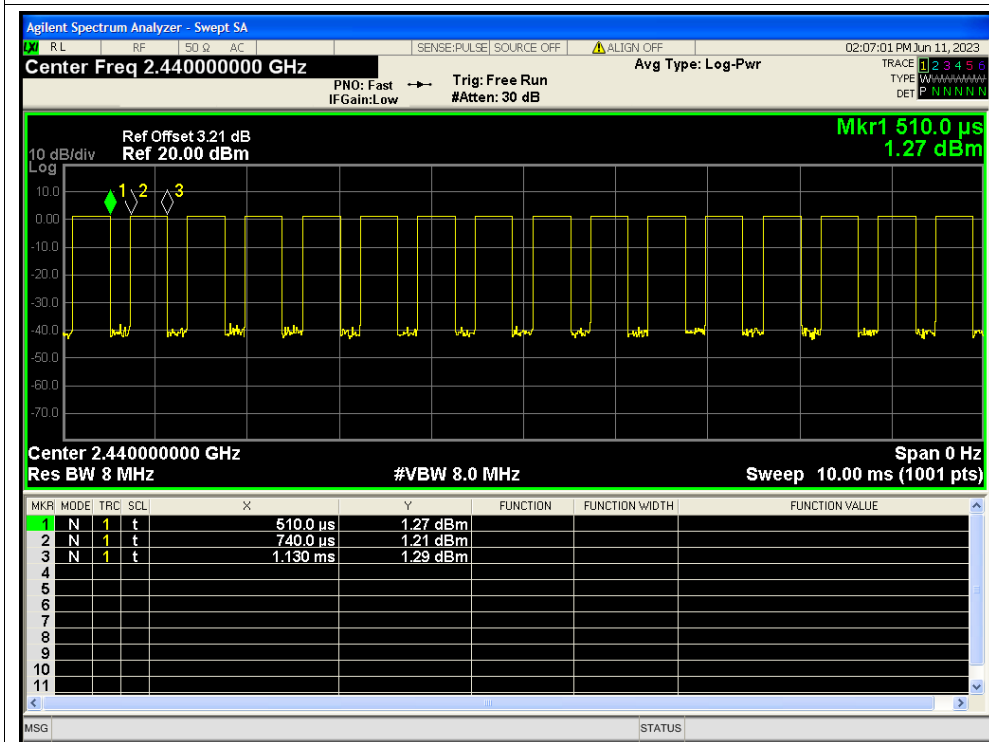 Agilent Spectrum Analyzer - Swept SA
LXI RL RF 50 Ω AC SENSE:PULSE SOURCE OFF ALIGN OFF 02:07:01 PM Jun 11, 2023
Center Freq 2.440000000 GHz Avg Type: Log-Pwr TRACE 1 2 3 4 5 6
PNO: Fast Trig: Free Run TYPE W
IFGain:Low #Atten: 30 dB DET P N N N N N
Mkr1 510.0 µs
Ref Offset 3.21 dB
10 dB/div Ref 20.00 dBm 1.27 dBm
Log
1 2 3
10.0
0.00
-10.0
-20.0
-30.0
-40.0
-50.0
-60.0
-70.0
Center 2.440000000 GHz Span 0 Hz
Res BW 8 MHz #VBW 8.0 MHz Sweep 10.00 ms (1001 pts)
MKR MODE TRC SCL X Y FUNCTION FUNCTION WIDTH FUNCTION VALUE
1 N 1 t 510.0 µs 1.27 dBm
2 N 1 t 740.0 µs 1.21 dBm
3 N 1 t 1.130 ms 1.29 dBm
4
5
6
7
8
9
10
11
MSG STATUS